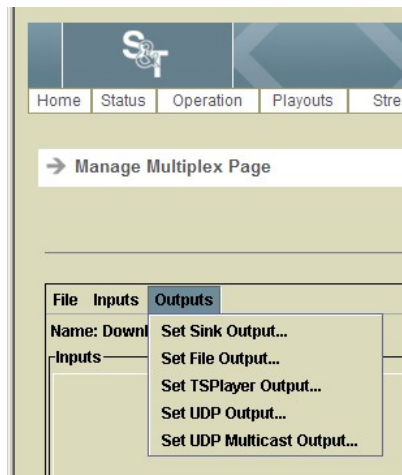 S&T
Home Status Operation Playouts Stre
Manage Multiplex Page
File Inputs Outputs
Name: Downl
Inputs
Set Sink Output...
Set File Output...
Set TSPlayer Output...
Set UDP Output...
Set UDP Multicast Output...